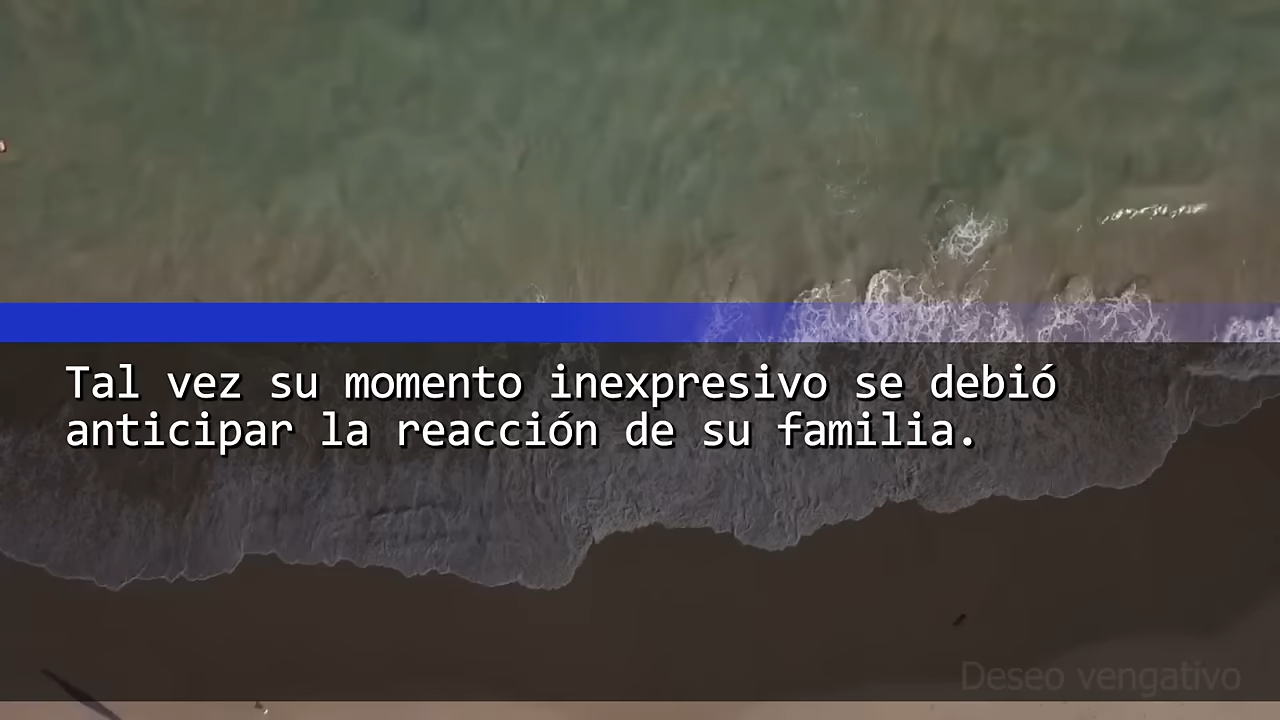 Tal vez su momento inexpresivo se debió
anticipar la reacción de su familia.
Deseo vengativo